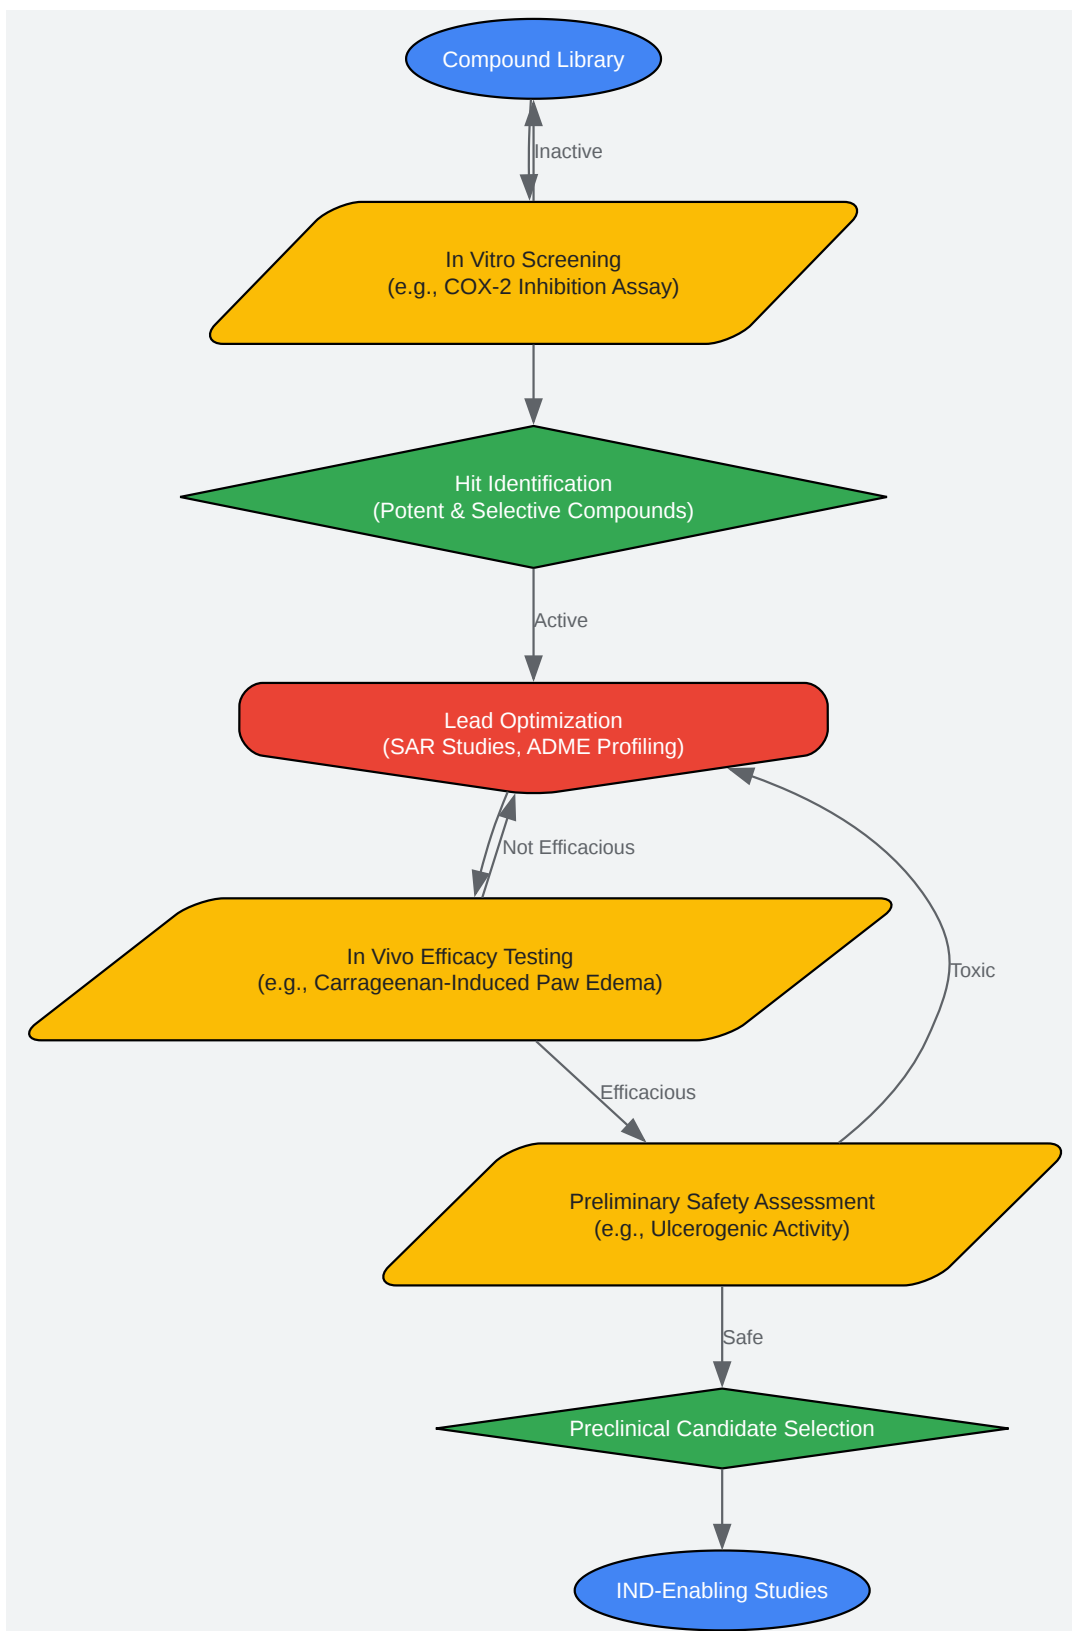 Compound Library
Inactive
In Vitro Screening
(e.g., COX-2 Inhibition Assay)
Hit Identification
(Potent & Selective Compounds)
Active
Lead Optimization
(SAR Studies, ADME Profiling)
Not Efficacious
In Vivo Efficacy Testing
(e.g., Carrageenan-Induced Paw Edema)
Toxic
Efficacious
Preliminary Safety Assessment
(e.g., Ulcerogenic Activity)
Safe
Preclinical Candidate Selection
IND-Enabling Studies